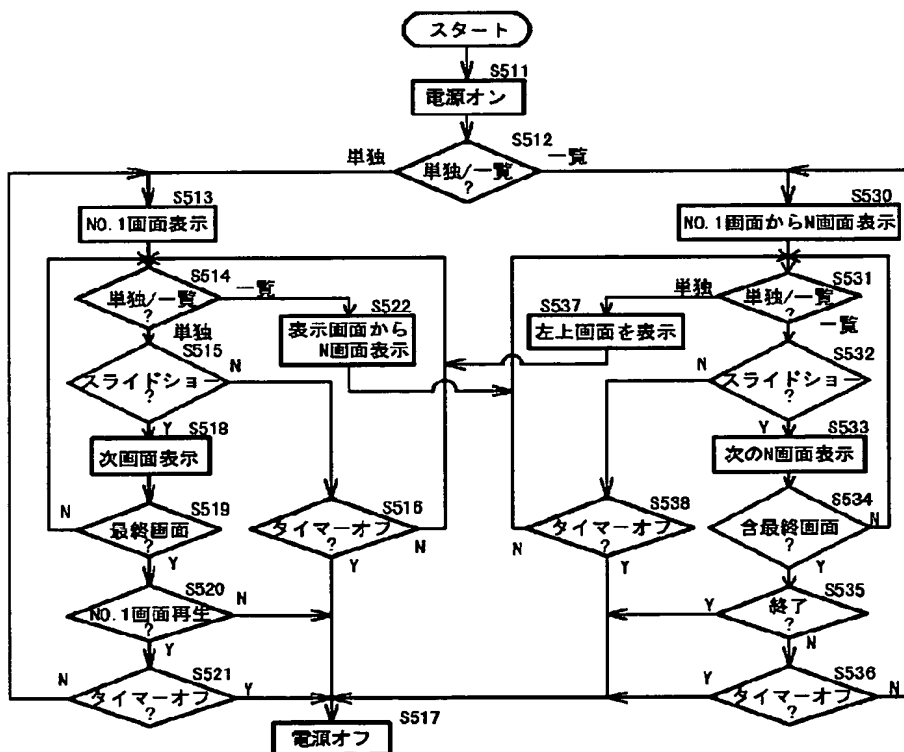 スタート
S511
電源オン
S512
単独
単独/一覧
?
一覧
S513
NO.1画面表示
S530
NO.1画面からN画面表示
S514
単独/一覧
?
一覧
単独
S522
表示画面から
N画面表示
S531
単独/一覧
?
単独
一覧
S537
左上画面を表示
S515
スライドショー
?
N
Y
S532
スライドショー
?
N
Y
S518
次画面表示
S533
次のN画面表示
S519
最終画面
?
N
Y
S516
タイマーオフ
?
N
Y
S538
タイマーオフ
?
N
Y
S534
含最終画面
?
N
Y
S520
NO.1画面再生
?
N
Y
S535
終了
?
Y
N
S521
タイマーオフ
?
N
Y
S536
タイマーオフ
?
Y
N
S517
電源オフ